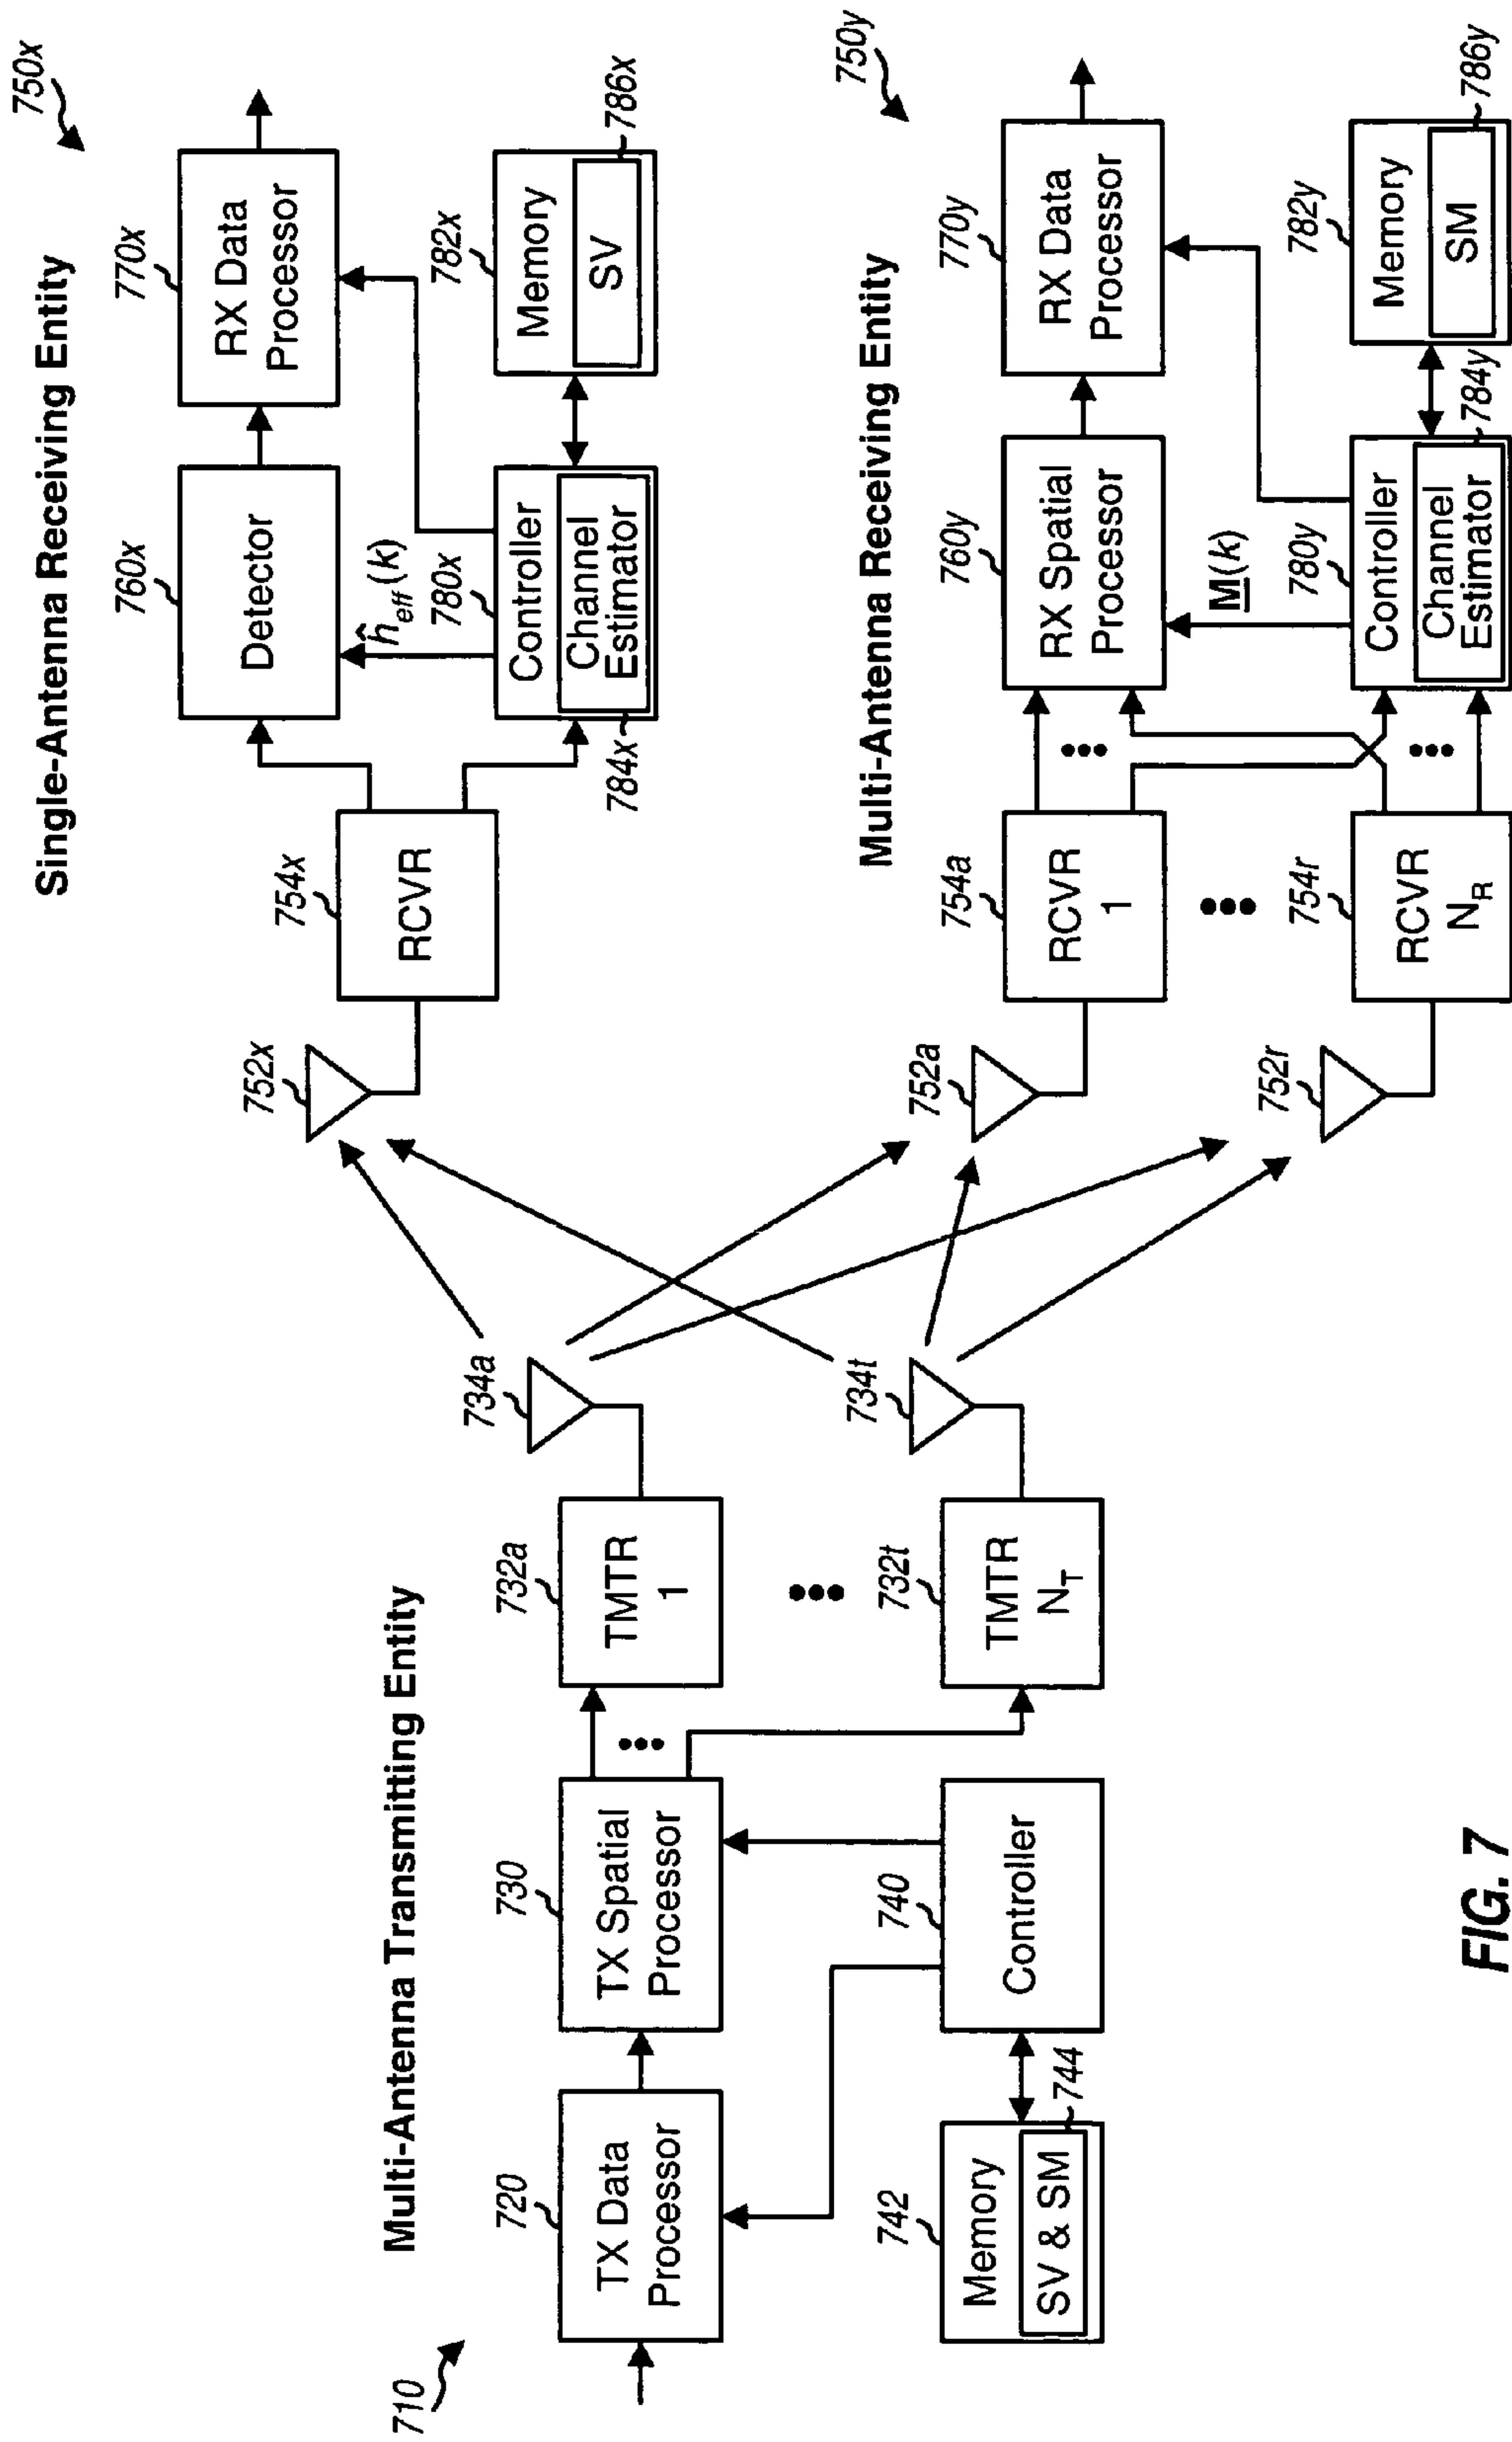 Multi-Antenna Transmitting Entity
710
720
TX Data
Processor
730
TX Spatial
Processor
732a
TMTR
1
734a
732t
TMTR
N_T
734t
740
Controller
742
Memory
SV & SM
744
Single-Antenna Receiving Entity
750x
752x
754x
RCVR
760x
Detector
770x
RX Data
Processor
ĥ_eff(k)
780x
Controller
Channel
Estimator
784x
782x
Memory
SV
786x
Multi-Antenna Receiving Entity
750y
752a
754a
RCVR
1
752r
754r
RCVR
N_R
760y
RX Spatial
Processor
770y
RX Data
Processor
M(k)
780y
Controller
Channel
Estimator
784y
782y
Memory
SM
786y
FIG. 7